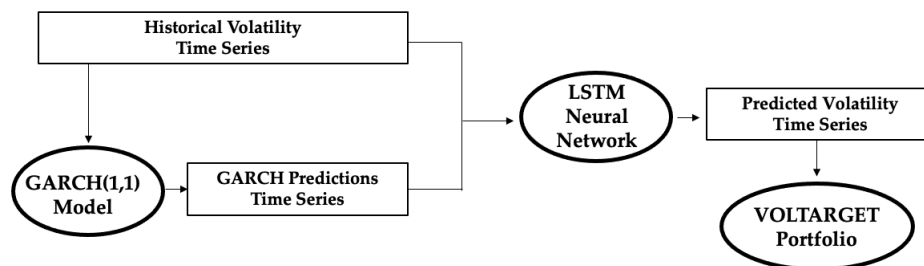 Historical Volatility
Time Series
LSTM
Neural
Network
Predicted Volatility
Time Series
GARCH(1,1)
Model
GARCH Predictions
Time Series
VOLTARGET
Portfolio